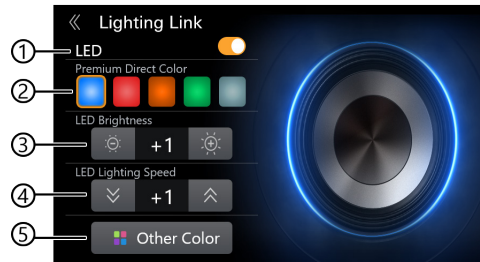 Lighting Link
① LED
Premium Direct Color
②
LED Brightness
③ +1
LED Lighting Speed
④ +1
⑤ Other Color